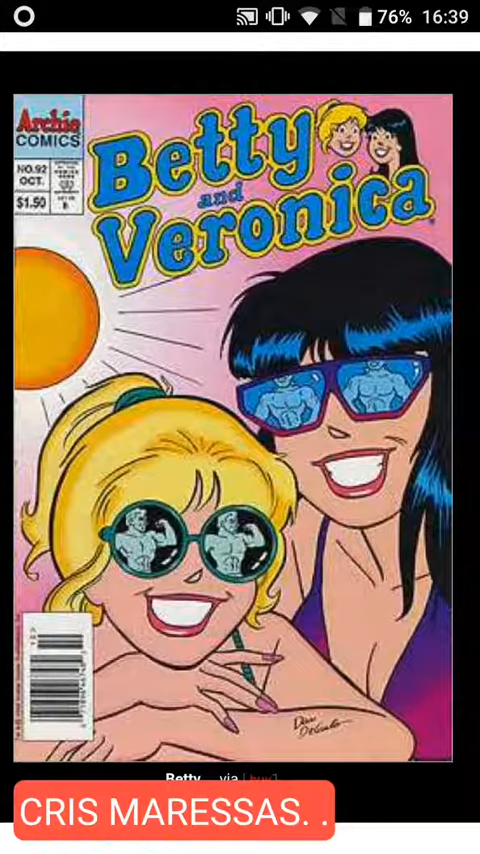 76% 16:39
Archie
COMICS
NO.92
OCT.
$1.50
Betty
and
Veronica
Dan
DeCarlo
Betty
via [buy]
CRIS MARESSAS. .